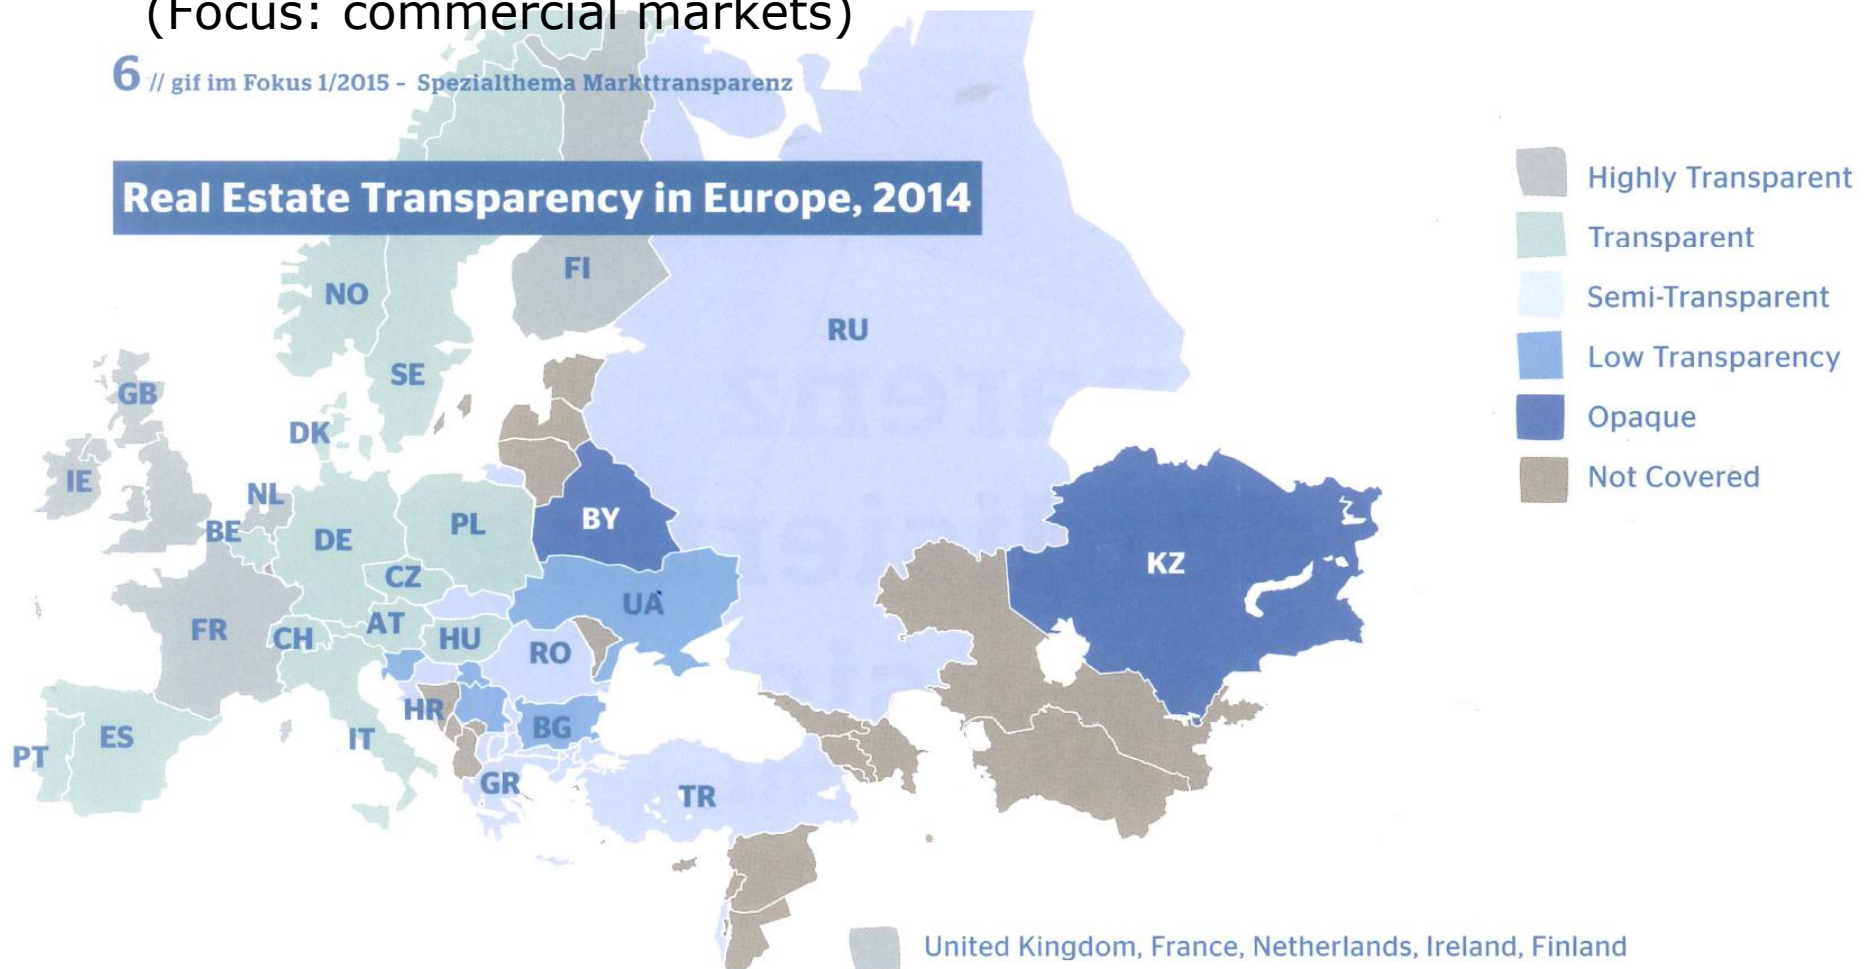 (Focus: commercial markets)
6 // gif im Fokus 1/2015 - Spezialthema Markttransparenz
Real Estate Transparency in Europe, 2014
Highly Transparent
Transparent
Semi-Transparent
Low Transparency
Opaque
Not Covered
FI
NO
RU
SE
GB
DK
IE
NL
BE
DE
PL
BY
CZ
KZ
UA
AT
FR
CH
HU
RO
HR
BG
ES
IT
PT
GR
TR
United Kingdom, France, Netherlands, Ireland, Finland